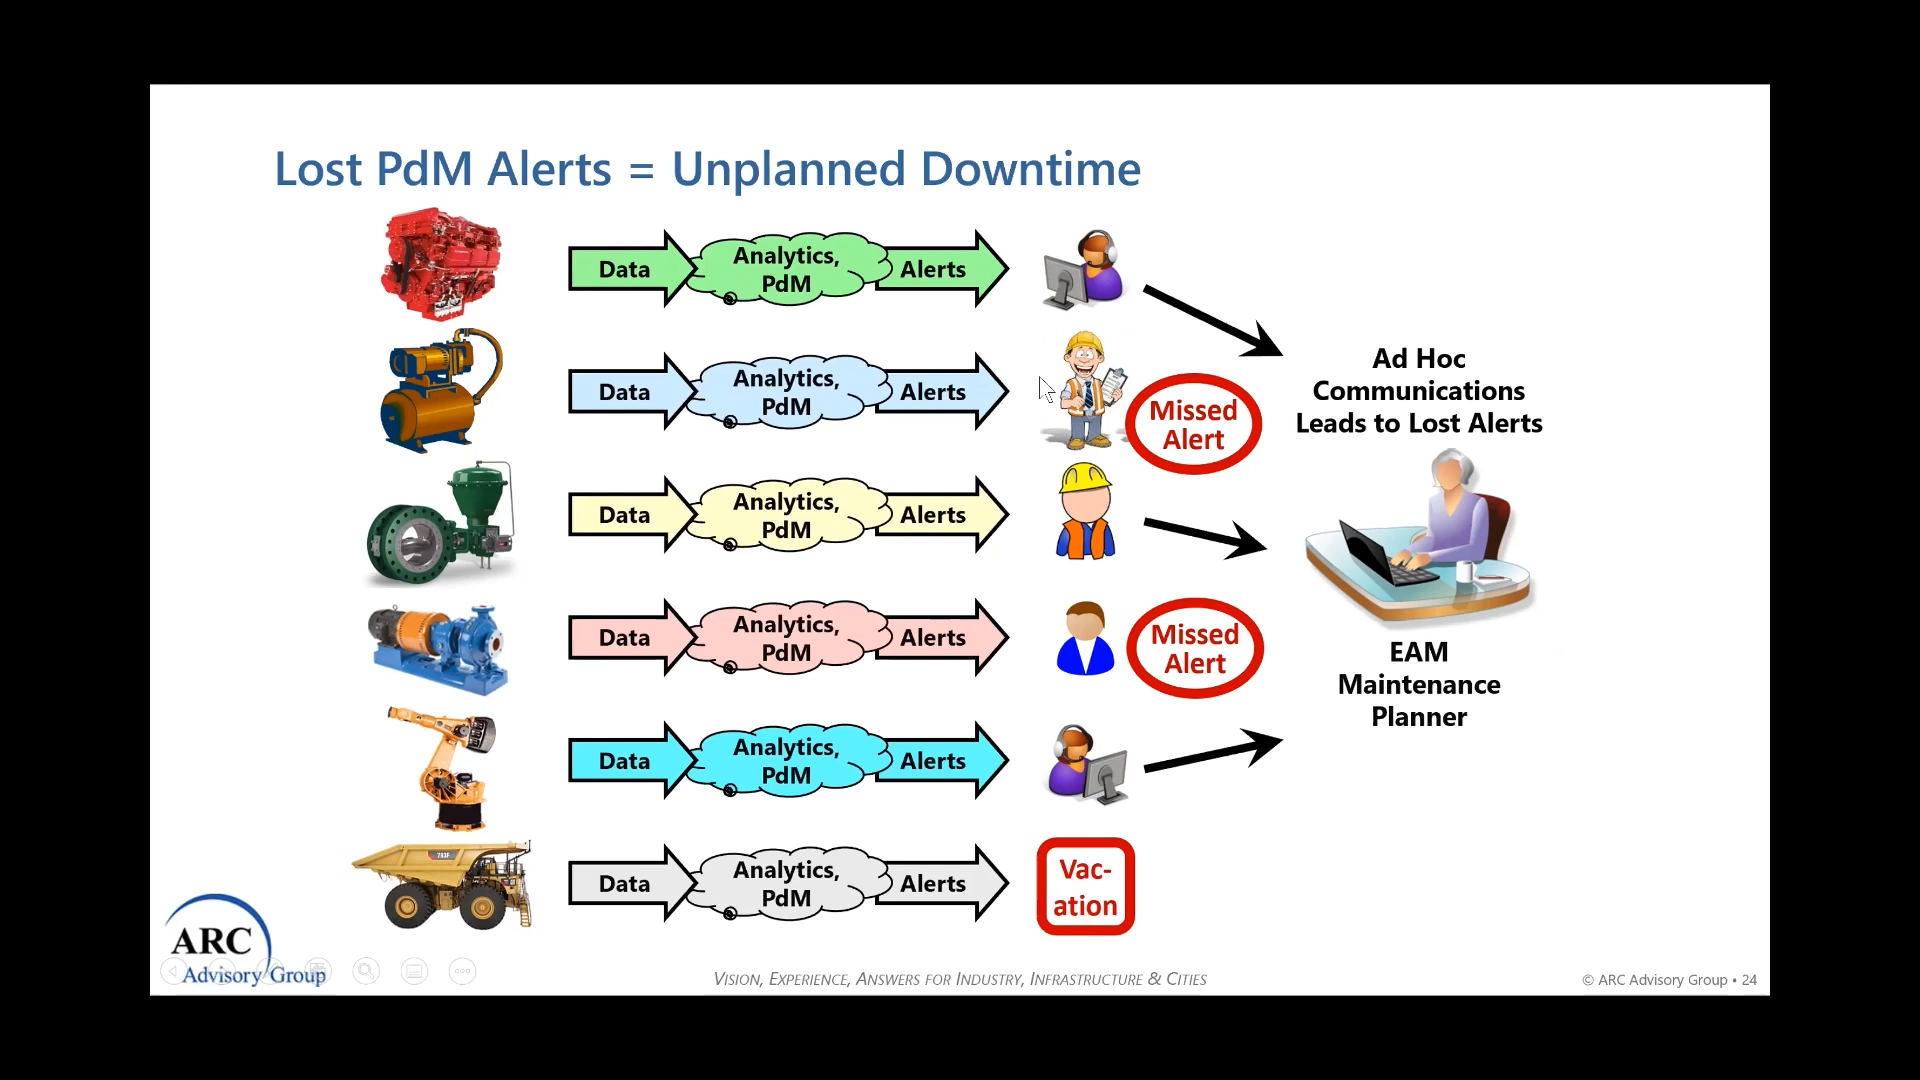 Lost PdM Alerts = Unplanned Downtime
Data
Analytics,
PdM
Alerts
Data
Analytics,
PdM
Alerts
Missed
Alert
Ad Hoc
Communications
Leads to Lost Alerts
Data
Analytics,
PdM
Alerts
Data
Analytics,
PdM
Alerts
Missed
Alert
EAM
Maintenance
Planner
Data
Analytics,
PdM
Alerts
793F
Data
Analytics,
PdM
Alerts
Vac-
ation
ARC
Advisory Group
VISION, EXPERIENCE, ANSWERS FOR INDUSTRY, INFRASTRUCTURE & CITIES
© ARC Advisory Group • 24